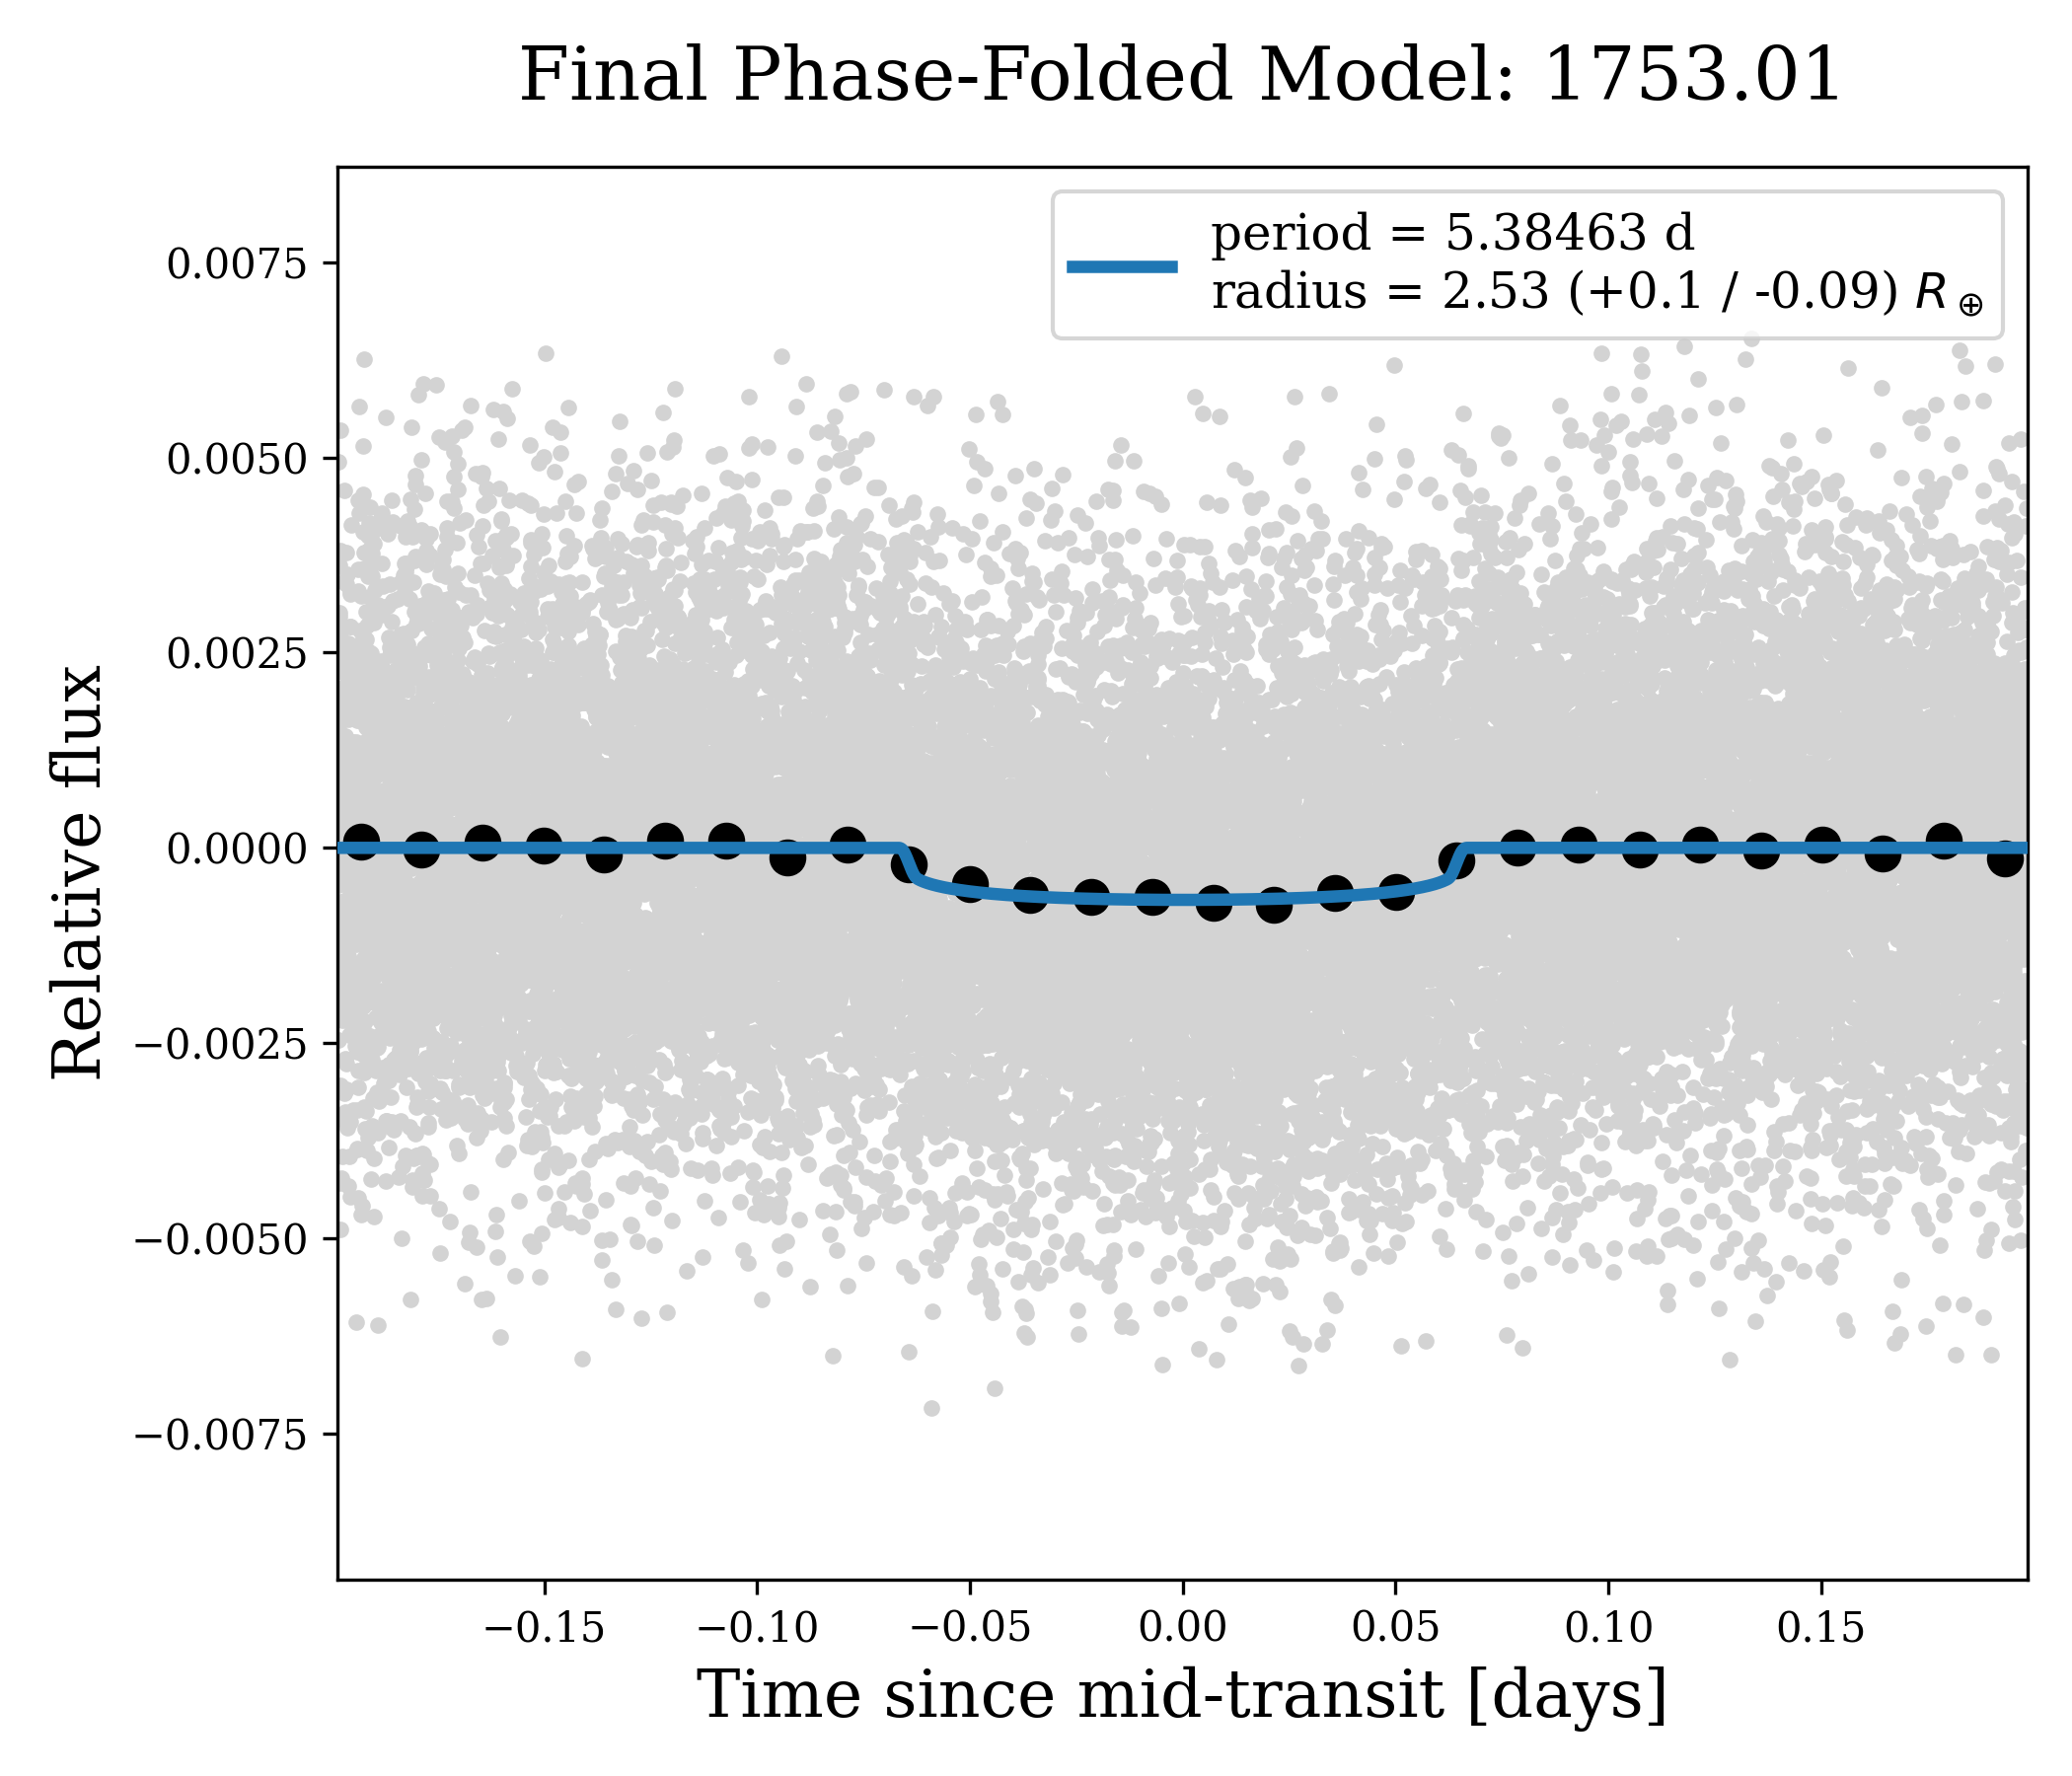 Final Phase-Folded Model: 1753.01
period = 5.38463 d
radius = 2.53 (+0.1 / -0.09) R⊕
0.0075
0.0050
0.0025
0.0000
−0.0025
−0.0050
−0.0075
Relative flux
−0.15
−0.10
−0.05
0.00
0.05
0.10
0.15
Time since mid-transit [days]